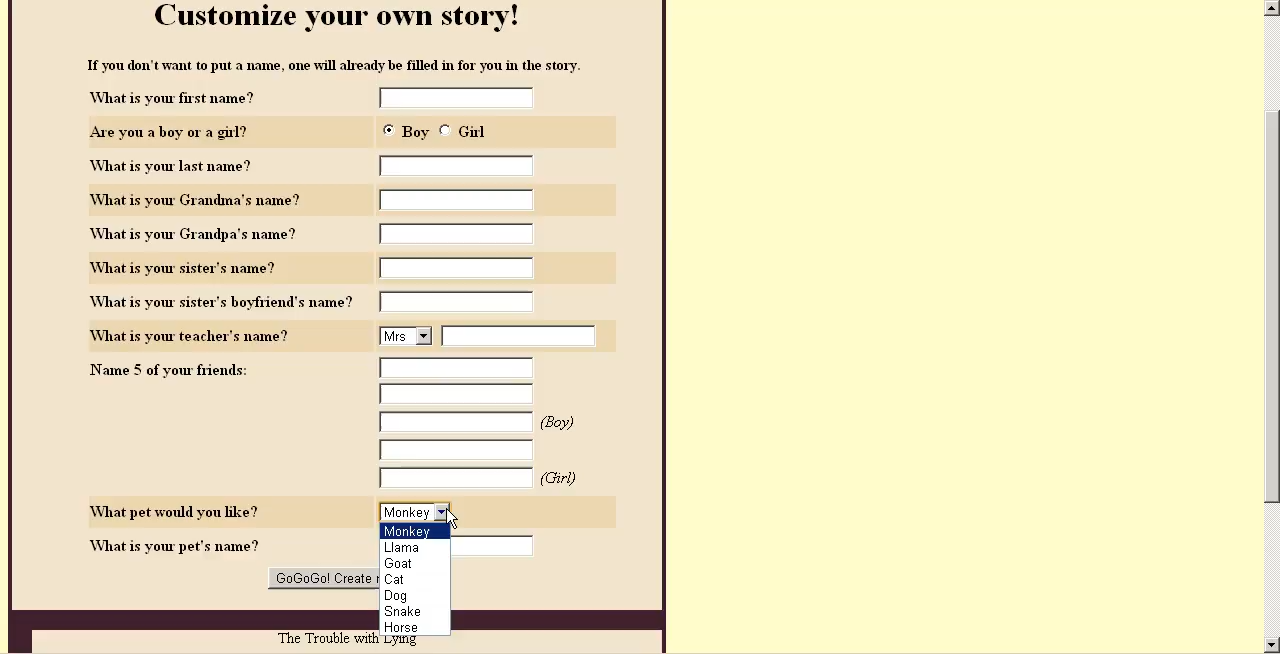 Customize your own story!
If you don't want to put a name, one will already be filled in for you in the story.
What is your first name?
Are you a boy or a girl? Boy Girl
What is your last name?
What is your Grandma's name?
What is your Grandpa's name?
What is your sister's name?
What is your sister's boyfriend's name?
What is your teacher's name? Mrs
Name 5 of your friends:
(Boy)
(Girl)
What pet would you like? Monkey
Monkey
Llama
What is your pet's name?
Goat
GoGoGo! Create
Cat
Dog
Snake
Horse
The Trouble with Lying